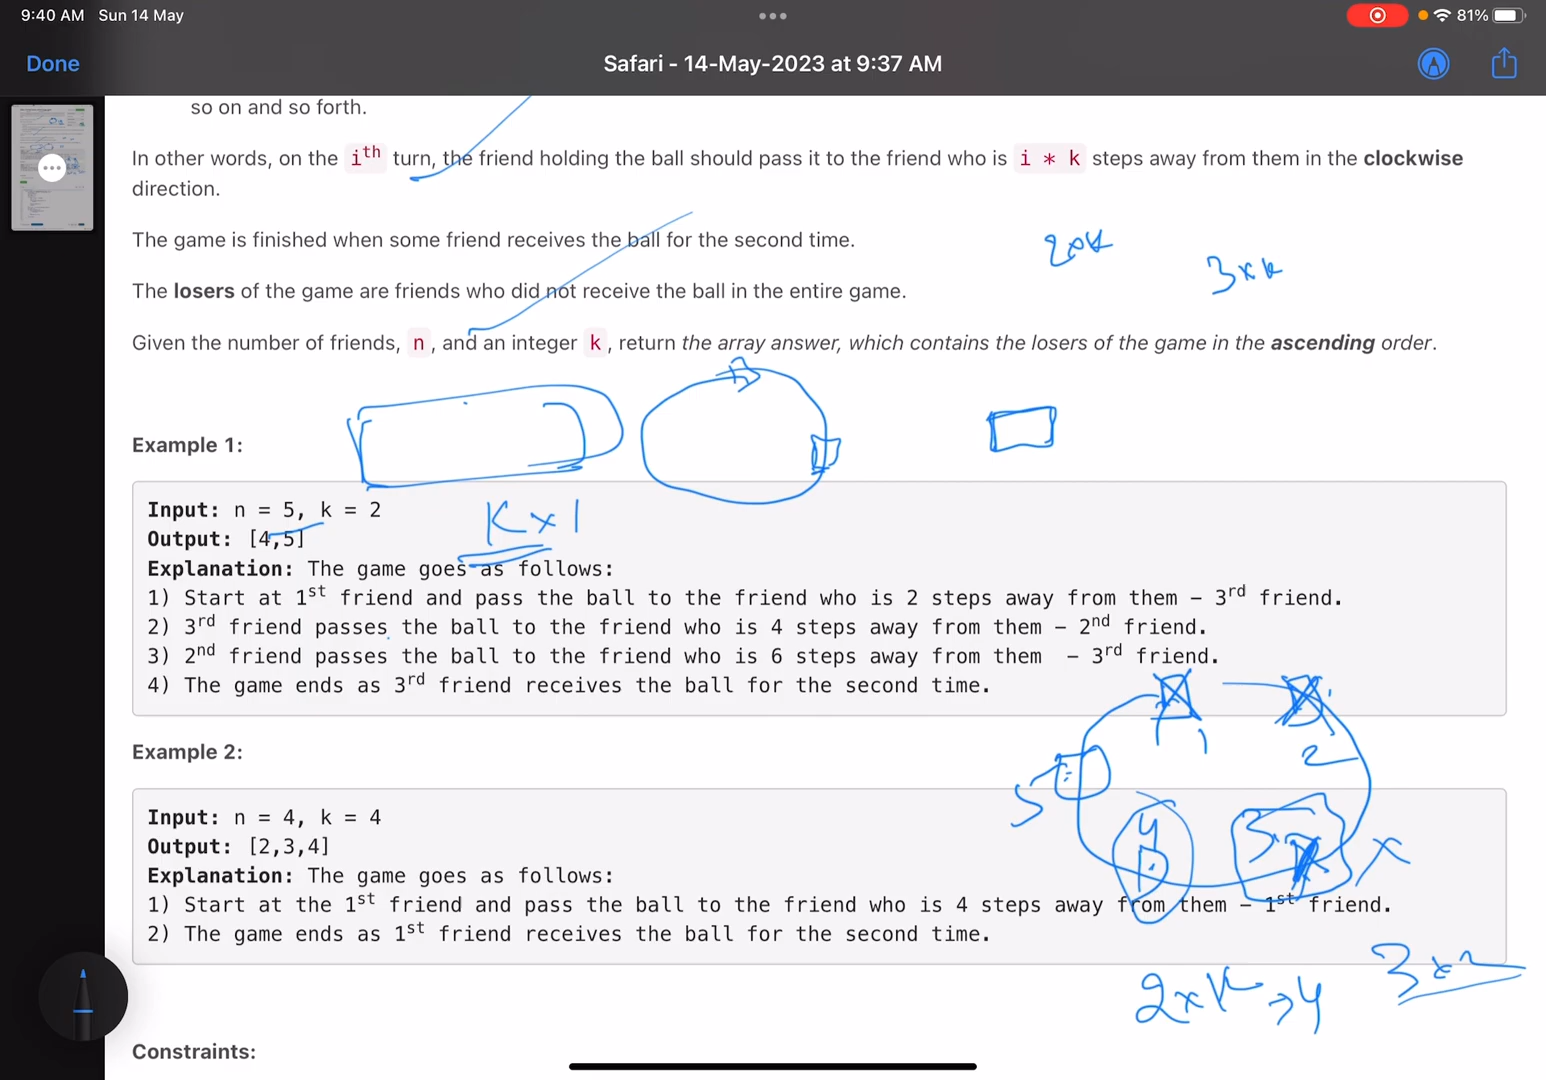 9:40 AM Sun 14 May
81%
Done
Safari - 14-May-2023 at 9:37 AM
so on and so forth.
In other words, on the ith turn, the friend holding the ball should pass it to the friend who is i * k steps away from them in the clockwise
direction.
The game is finished when some friend receives the ball for the second time.
2xk
3xk
The losers of the game are friends who did not receive the ball in the entire game.
Given the number of friends, n, and an integer k, return the array answer, which contains the losers of the game in the ascending order.
Example 1:
Input: n = 5, k = 2
Kx1
Output: [4,5]
Explanation: The game goes as follows:
1) Start at 1st friend and pass the ball to the friend who is 2 steps away from them - 3rd friend.
2) 3rd friend passes the ball to the friend who is 4 steps away from them - 2nd friend.
3) 2nd friend passes the ball to the friend who is 6 steps away from them - 3rd friend.
4) The game ends as 3rd friend receives the ball for the second time.
1
2
Example 2:
5
4
3
Input: n = 4, k = 4
Output: [2,3,4]
Explanation: The game goes as follows:
1) Start at the 1st friend and pass the ball to the friend who is 4 steps away from them - 1st friend.
2) The game ends as 1st friend receives the ball for the second time.
2xK => 4
3x2
Constraints: